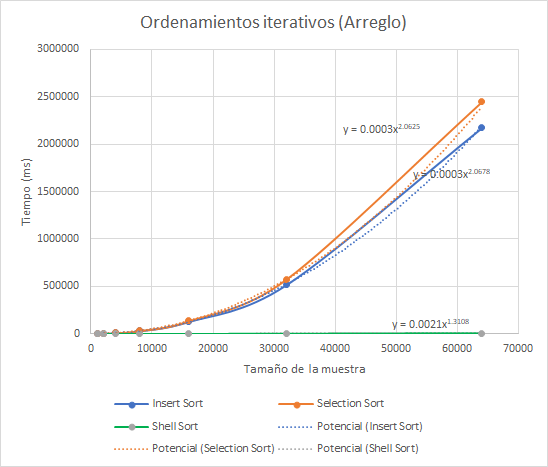 Ordenamientos iterativos (Arreglo)
3000000
2500000
2000000
1500000
1000000
500000
0
Tiempo (ms)
y = 0.0003x^2.0625
y = 0.0003x^2.0678
y = 0.0021x^1.3108
0 10000 20000 30000 40000 50000 60000 70000
Tamaño de la muestra
Insert Sort
Selection Sort
Shell Sort
Potencial (Insert Sort)
Potencial (Selection Sort)
Potencial (Shell Sort)